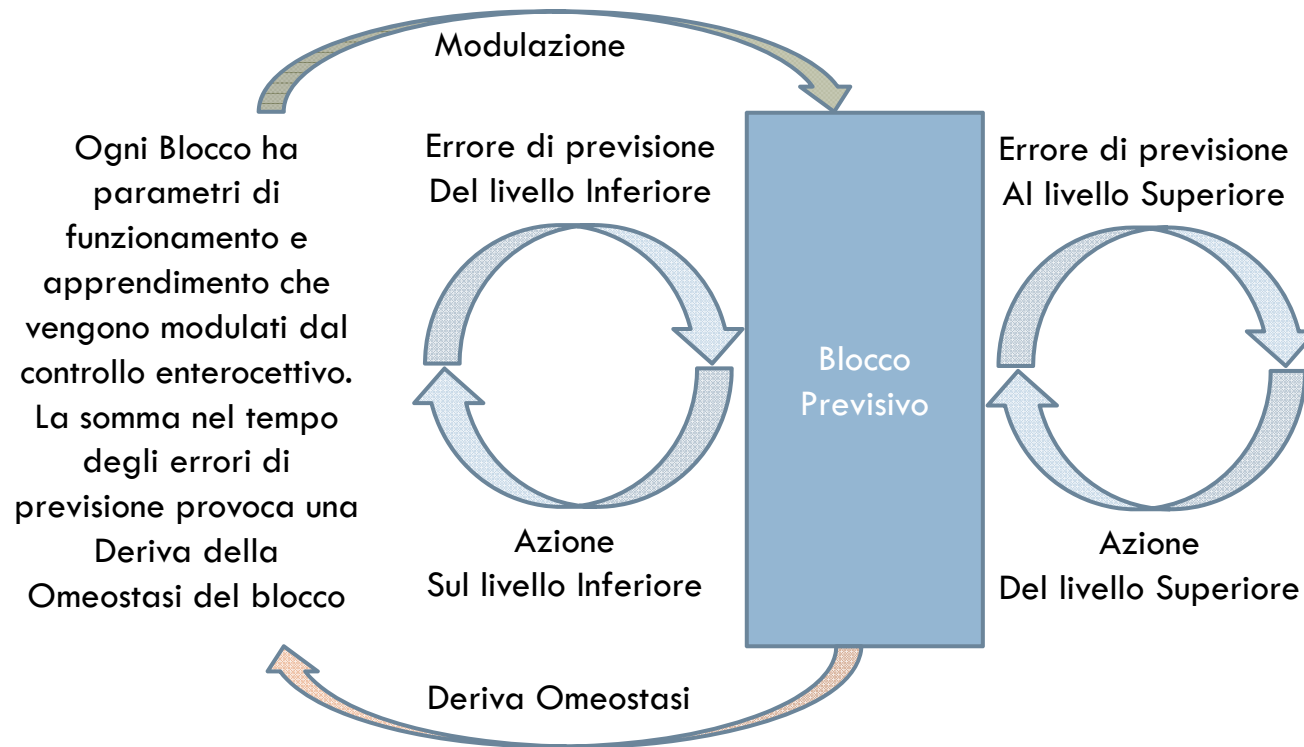 Modulazione
Ogni Blocco ha
parametri di
funzionamento e
apprendimento che
vengono modulati dal
controllo enterocettivo.
La somma nel tempo
degli errori di
previsione provoca una
Deriva della
Omeostasi del blocco
Errore di previsione
Del livello Inferiore
Azione
Sul livello Inferiore
Blocco
Previsivo
Errore di previsione
Al livello Superiore
Azione
Del livello Superiore
Deriva Omeostasi